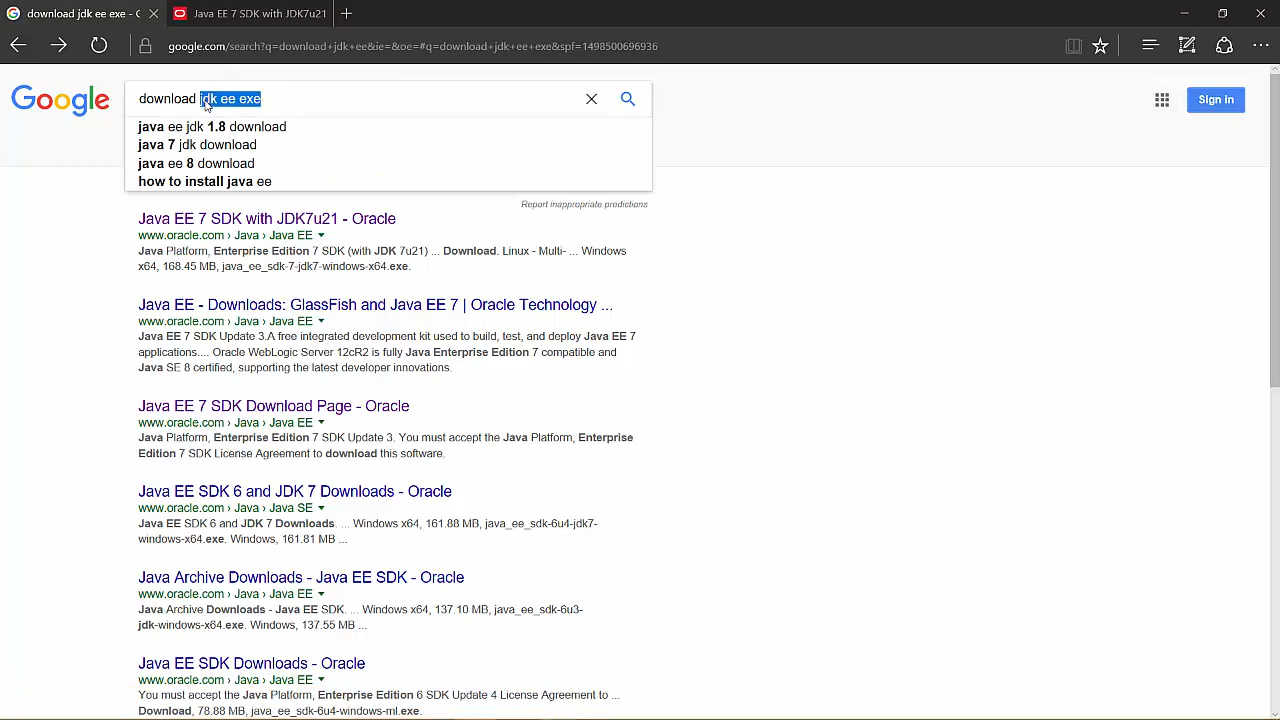 download jdk ee exe - G
Java EE 7 SDK with JDK7u21
google.com/search?q=download+jdk+ee&ie=&oe=#q=download+jdk+ee+exe&spf=1498500696936
Google
download jdk ee exe
Sign in
java ee jdk 1.8 download
java 7 jdk download
java ee 8 download
how to install java ee
Report inappropriate predictions
Java EE 7 SDK with JDK7u21 - Oracle
www.oracle.com › Java › Java EE
Java Platform, Enterprise Edition 7 SDK (with JDK 7u21) ... Download. Linux - Multi- ... Windows
x64, 168.45 MB, java_ee_sdk-7-jdk7-windows-x64.exe.
Java EE - Downloads: GlassFish and Java EE 7 | Oracle Technology ...
www.oracle.com › Java › Java EE
Java EE 7 SDK Update 3.A free integrated development kit used to build, test, and deploy Java EE 7
applications.... Oracle WebLogic Server 12cR2 is fully Java Enterprise Edition 7 compatible and
Java SE 8 certified, supporting the latest developer innovations.
Java EE 7 SDK Download Page - Oracle
www.oracle.com › Java › Java EE
Java Platform, Enterprise Edition 7 SDK Update 3. You must accept the Java Platform, Enterprise
Edition 7 SDK License Agreement to download this software.
Java EE SDK 6 and JDK 7 Downloads - Oracle
www.oracle.com › Java › Java SE
Java EE SDK 6 and JDK 7 Downloads. ... Windows x64, 161.88 MB, java_ee_sdk-6u4-jdk7-
windows-x64.exe. Windows, 161.81 MB ...
Java Archive Downloads - Java EE SDK - Oracle
www.oracle.com › Java › Java EE
Java Archive Downloads - Java EE SDK. ... Windows x64, 137.10 MB, java_ee_sdk-6u3-
jdk-windows-x64.exe. Windows, 137.55 MB ...
Java EE SDK Downloads - Oracle
www.oracle.com › Java › Java EE
You must accept the Java Platform, Enterprise Edition 6 SDK Update 4 License Agreement to ...
Download, 78.88 MB, java_ee_sdk-6u4-windows-ml.exe.